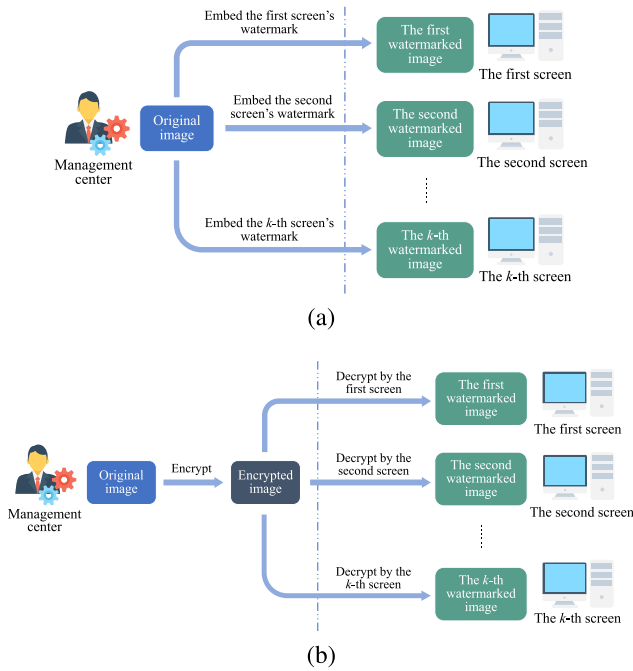 Embed the first screen's
watermark
The first
watermarked
image
The first screen
Embed the second
screen's watermark
Original
image
The second
watermarked
image
The second screen
Management
center
Embed the k-th screen's
watermark
The k-th
watermarked
image
The k-th screen
(a)
Decrypt by the
first screen
The first
watermarked
image
The first screen
Encrypt
Decrypt by the
second screen
Original
image
Encrypted
image
The second
watermarked
image
The second screen
Management
center
Decrypt by the
k-th screen
The k-th
watermarked
image
The k-th screen
(b)